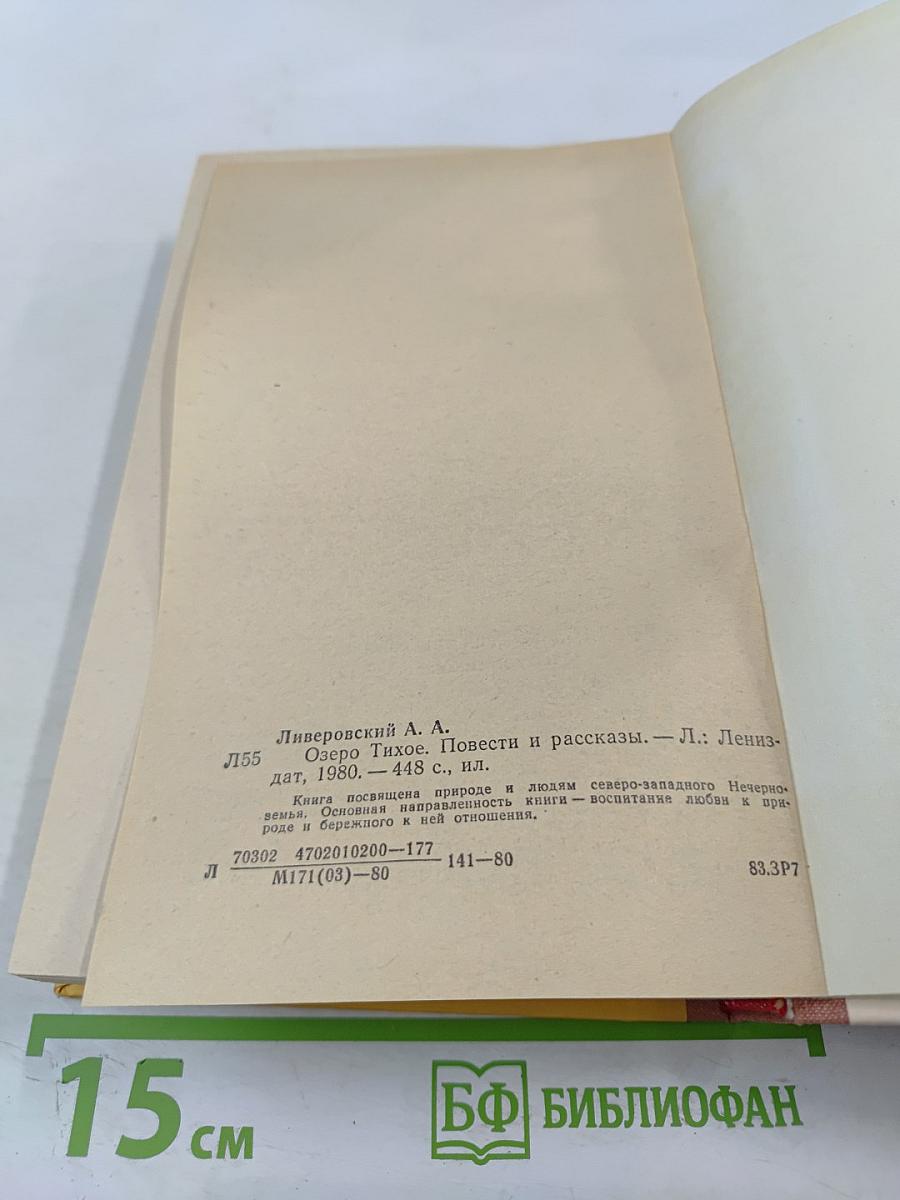 Ливеровский А. А.
Л55 Озеро Тихое. Повести и рассказы. — Л.: Лениз-
дат, 1980. — 448 с., ил.
Книга посвящена природе и людям северо-западного Нечерно-
земья. Основная направленность книги — воспитание любви к при-
роде и бережного к ней отношения.
Л 70302 4702010200—177
М171(03)—80 141—80
83.3Р7
15 см
БФ БИБЛИОФАН